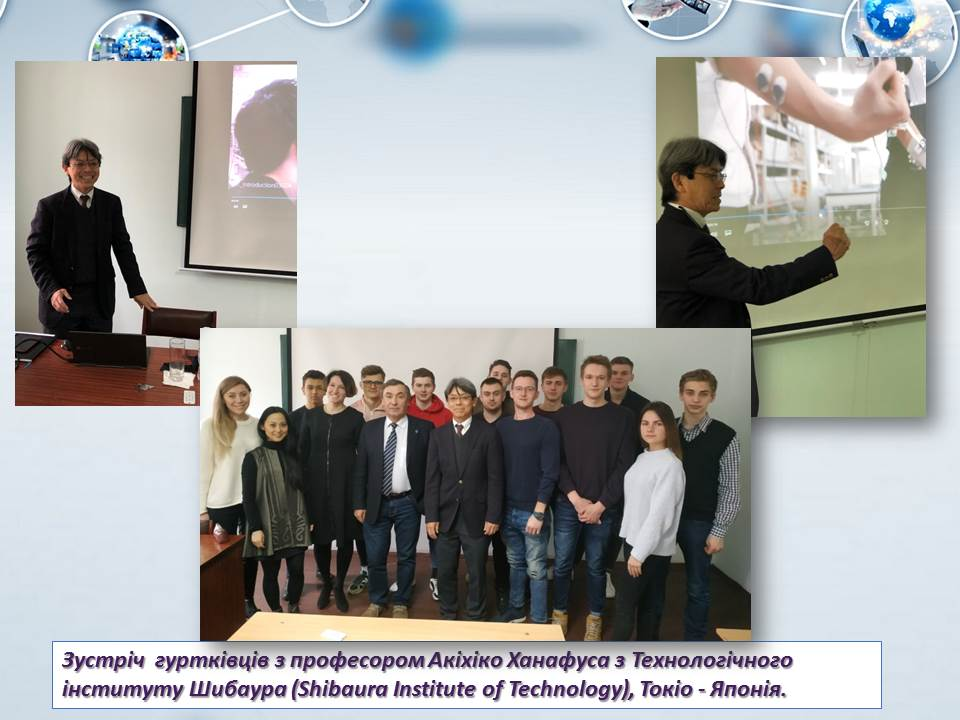 Зустріч гуртківців з професором Акіхіко Ханафуса з Технологічного
інституту Шибаура (Shibaura Institute of Technology), Токіо - Японія.